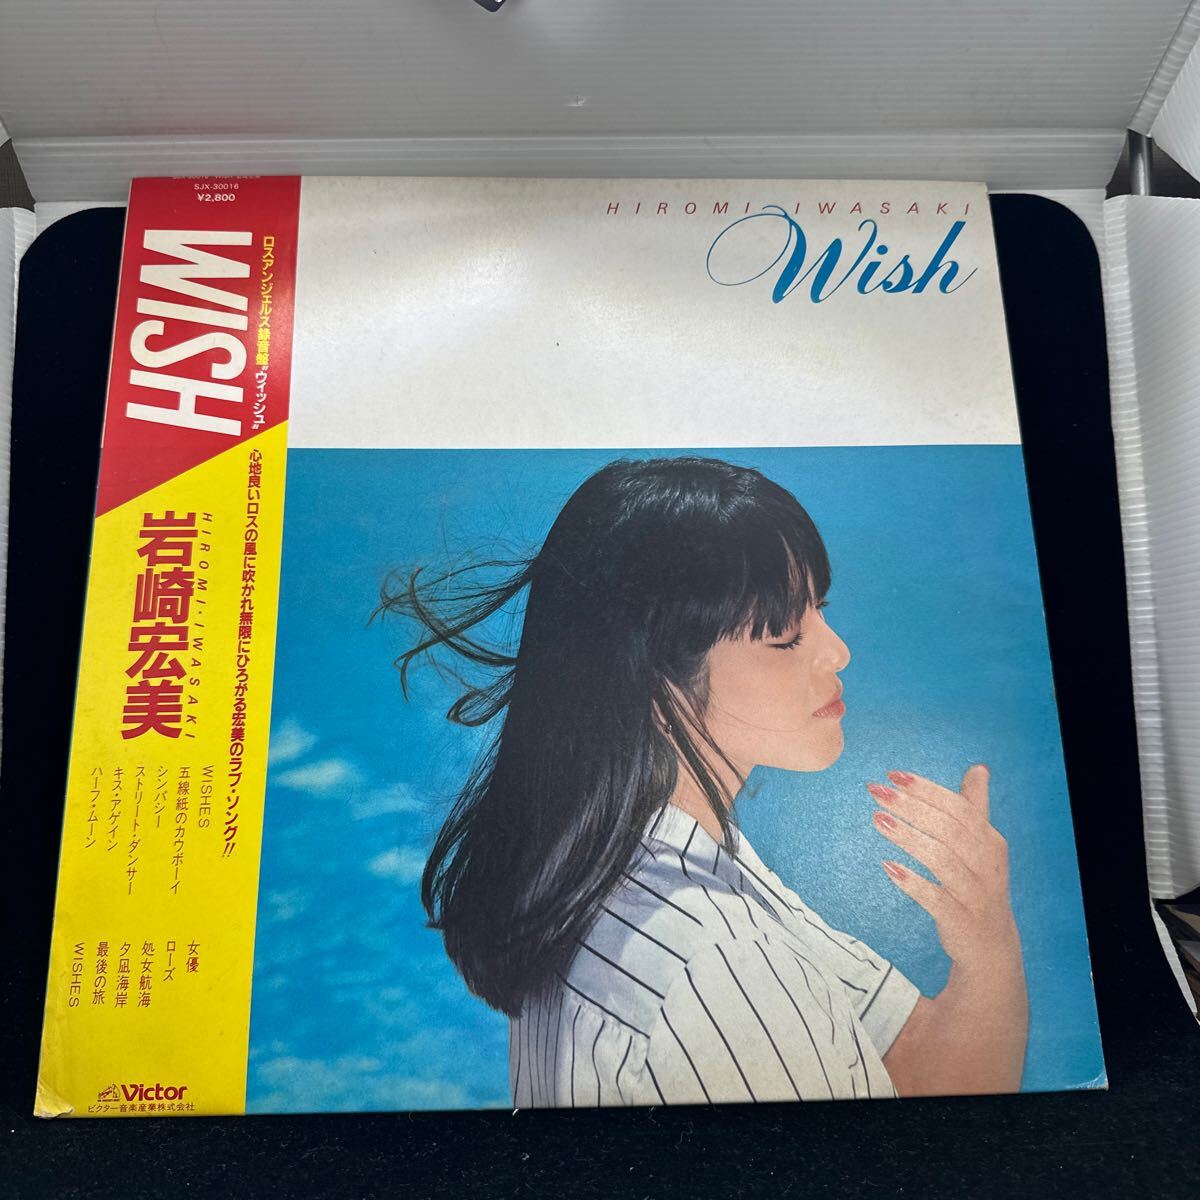 SJX-30016
¥2,800
WISH
ロスアンジェルス録音盤"ウィッシュ"
心地良いロスの風に吹かれ無限にひろがる宏美のラブ・ソング!!
HIROMI・IWASAKI
岩崎宏美
WISHES
五線紙のカウボーイ
シンパシー
ストリート・ダンサー
キス・アゲイン
ハーフ・ムーン
女優
ローズ
処女航海
夕凪海岸
最後の旅
WISHES
Victor
ビクター音楽産業株式会社
HIROMI IWASAKI
Wish